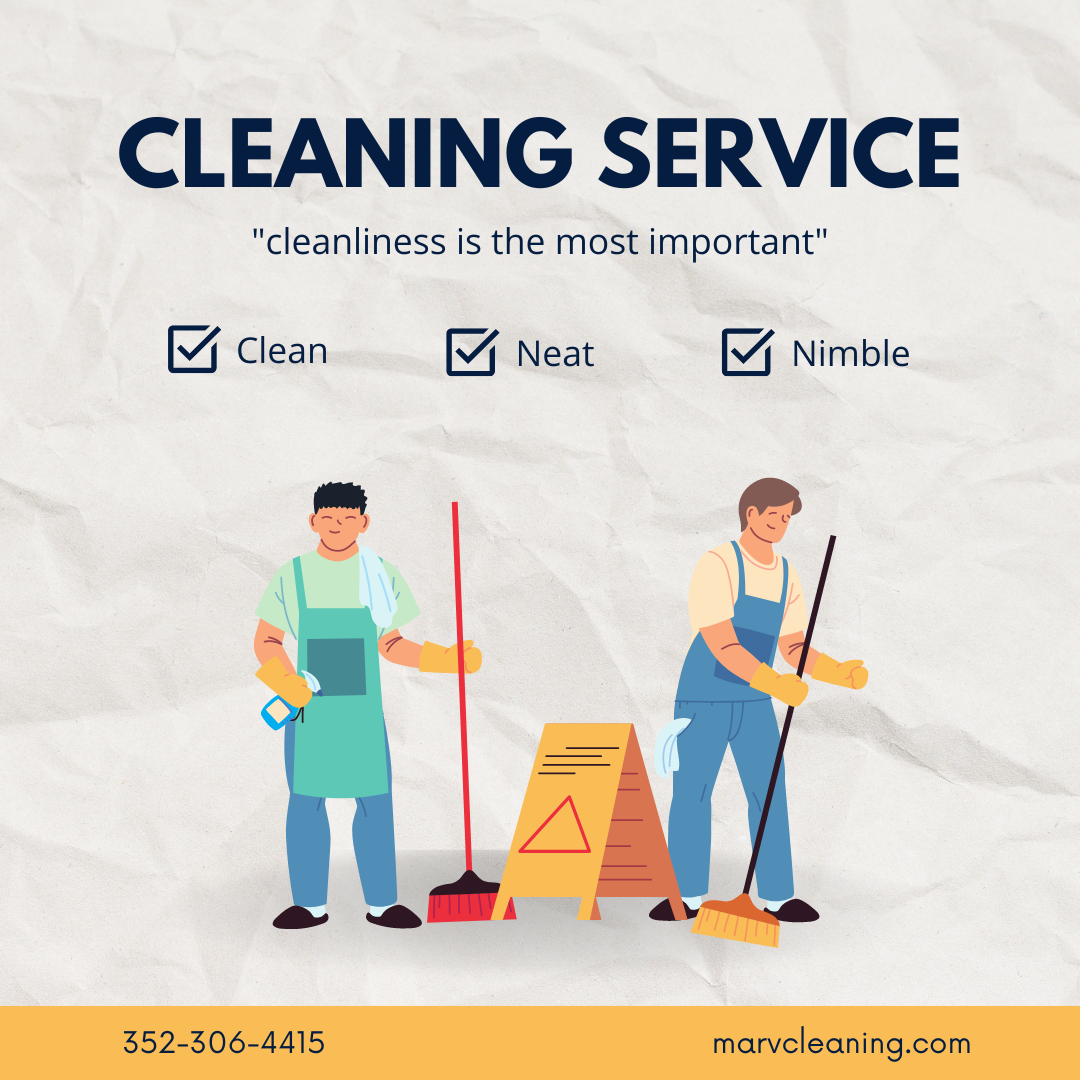 CLEANING SERVICE
"cleanliness is the most important"
Clean
Neat
Nimble
352-306-4415
marvcleaning.com